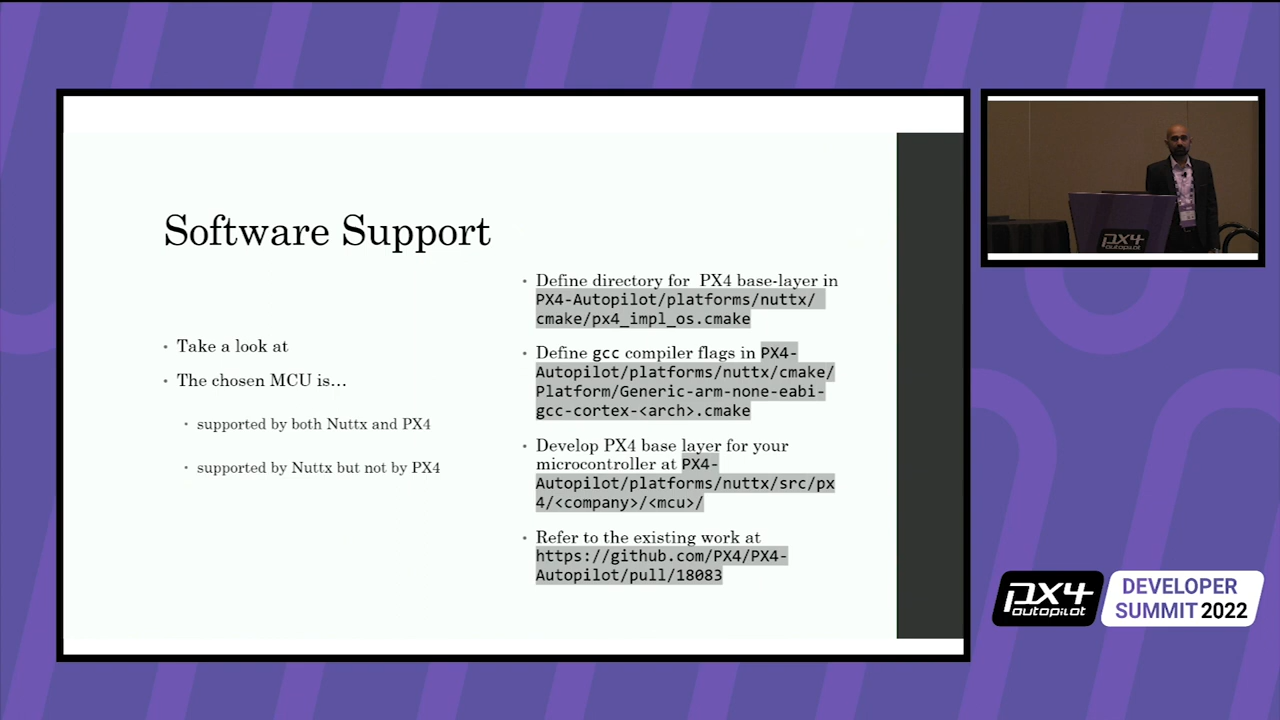 Software Support
• Take a look at
• The chosen MCU is…
• supported by both Nuttx and PX4
• supported by Nuttx but not by PX4
• Define directory for PX4 base-layer in
PX4-Autopilot/platforms/nuttx/
cmake/px4_impl_os.cmake
• Define gcc compiler flags in PX4-
Autopilot/platforms/nuttx/cmake/
Platform/Generic-arm-none-eabi-
gcc-cortex-<arch>.cmake
• Develop PX4 base layer for your
microcontroller at PX4-
Autopilot/platforms/nuttx/src/px
4/<company>/<mcu>/
• Refer to the existing work at
https://github.com/PX4/PX4-
Autopilot/pull/18083
PX4
autopilot
PX4
autopilot
DEVELOPER
SUMMIT 2022